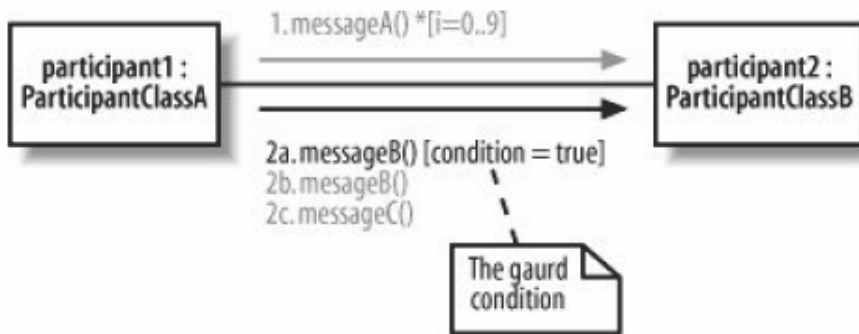 1.messageA() *[i=0..9]
participant1 :
ParticipantClassA
participant2 :
ParticipantClassB
2a.messageB() [condition = true]
2b.mesageB()
2c.messageC()
The gaurd
condition